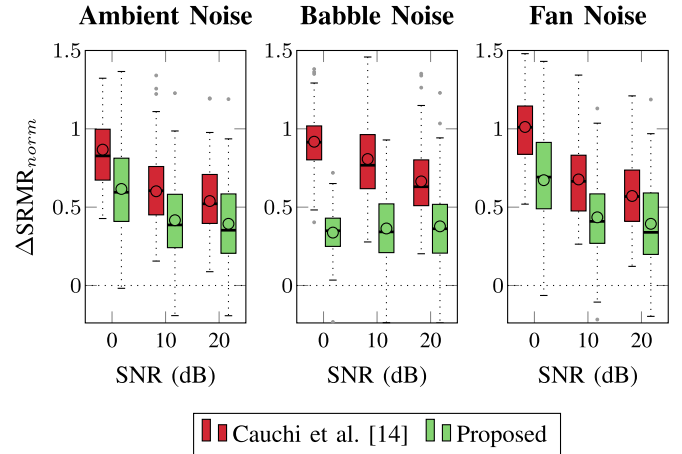 Ambient Noise Babble Noise Fan Noise
1.5 1.5 1.5
1 1 1
ΔSRMRnorm
0.5 0.5 0.5
0 0 0
0 10 20 0 10 20 0 10 20
SNR (dB) SNR (dB) SNR (dB)
Cauchi et al. [14] Proposed